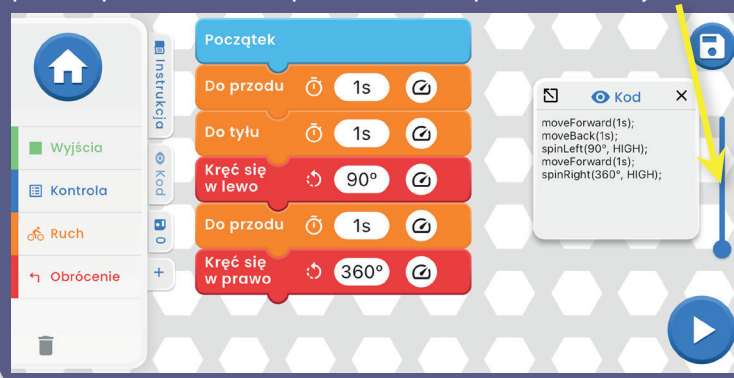 Początek
Do przodu 1s
Do tyłu 1s
Kręć się
w lewo 90°
Do przodu 1s
Kręć się
w prawo 360°
Instrukcja
Kod
0
+
Wyjścia
Kontrola
Ruch
Obrócenie
Kod
moveForward(1s);
moveBack(1s);
spinLeft(90°, HIGH);
moveForward(1s);
spinRight(360°, HIGH);